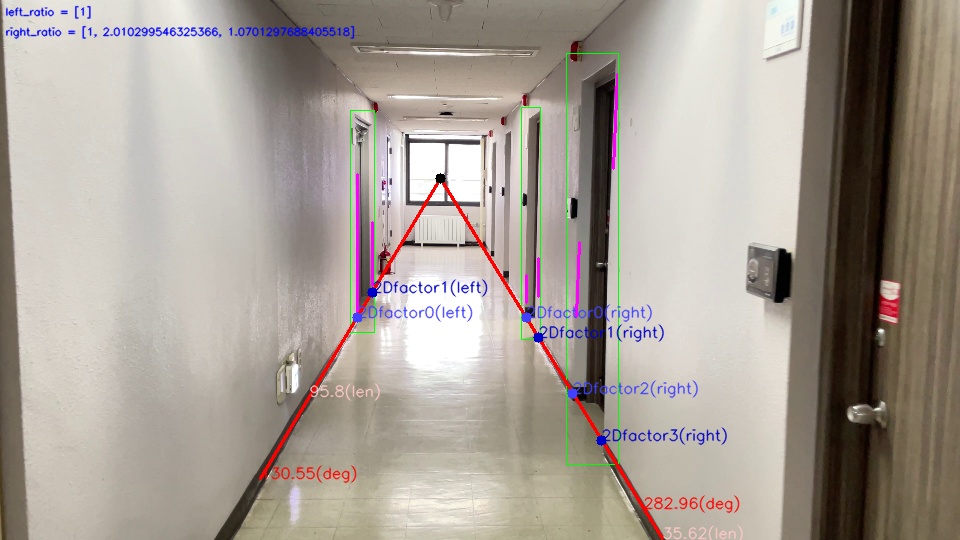 left_ratio = [1]
right_ratio = [1, 2.010299546325366, 1.0701297688405518]
2Dfactor1(left)
2Dfactor0(left)
2Dfactor0(right)
2Dfactor1(right)
2Dfactor2(right)
95.8(len)
2Dfactor3(right)
30.55(deg)
282.96(deg)
35.62(len)